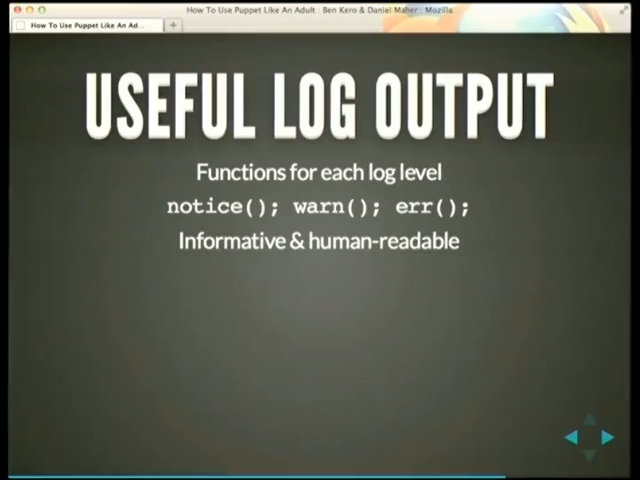 How To Use Puppet Like An Adult : Ben Kero & Daniel Maher : Mozilla
How To Use Puppet Like An Ad...
USEFUL LOG OUTPUT
Functions for each log level
notice(); warn(); err();
Informative & human-readable